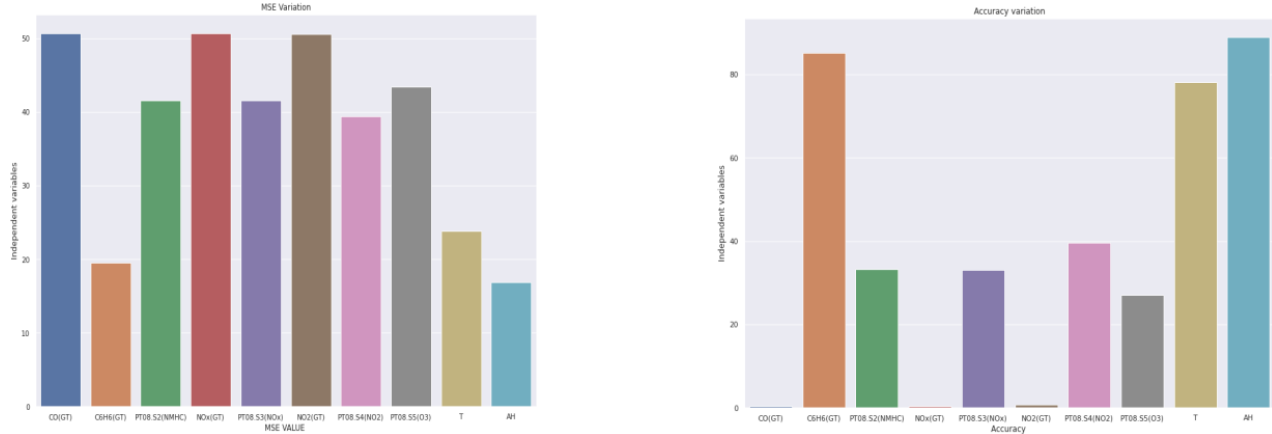 MSE Variation
Independent variables
50
40
30
20
10
0
CO(GT) C6H6(GT) PT08.S2(NMHC) NOx(GT) PT08.S3(NOx) NO2(GT) PT08.S4(NO2) PT08.S5(O3) T AH
MSE VALUE
Accuracy variation
Independent variables
80
60
40
20
0
CO(GT) C6H6(GT) PT08.S2(NMHC) NOx(GT) PT08.S3(NOx) NO2(GT) PT08.S4(NO2) PT08.S5(O3) T AH
Accuracy